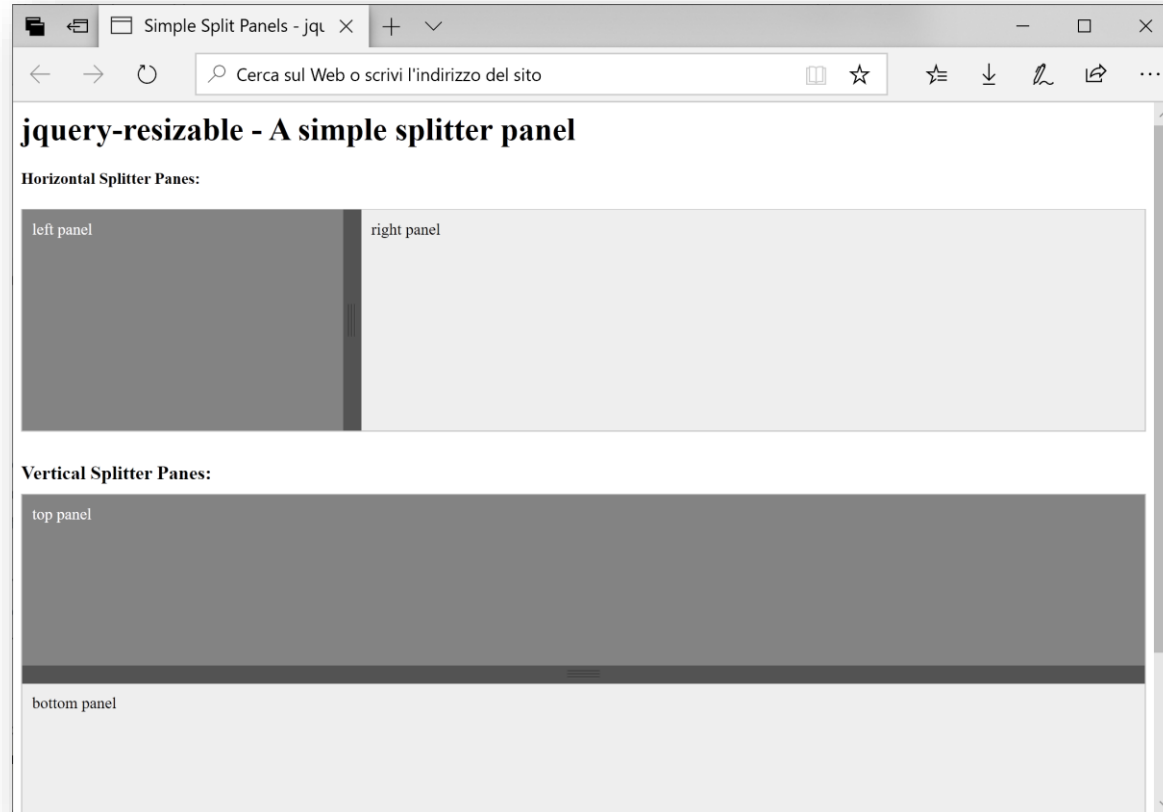 Simple Split Panels - jqu
Cerca sul Web o scrivi l'indirizzo del sito
jquery-resizable - A simple splitter panel
Horizontal Splitter Panes:
left panel
right panel
Vertical Splitter Panes:
top panel
bottom panel